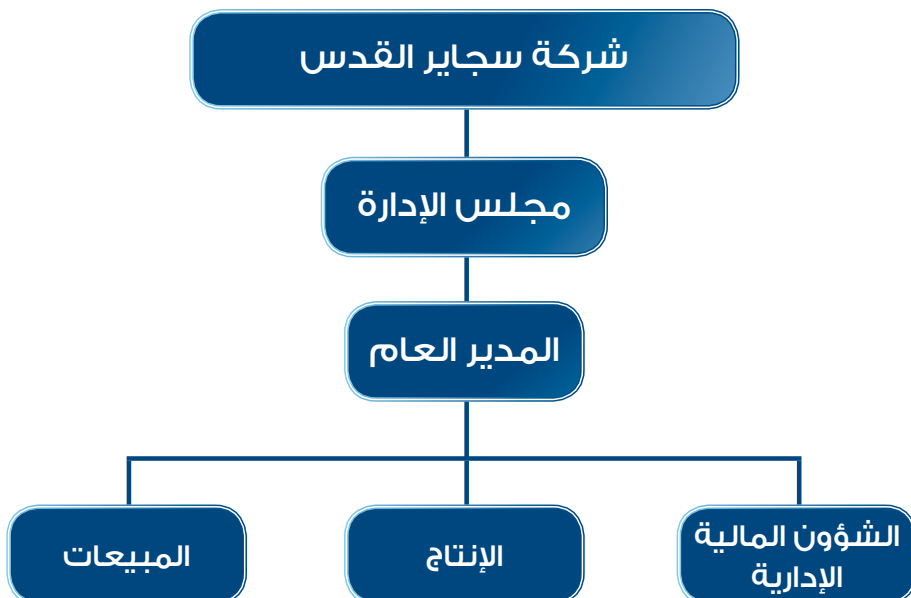 شركة سجاير القدس
مجلس الإدارة
المدير العام
الشؤون المالية
الإدارية
الإنتاج
المبيعات